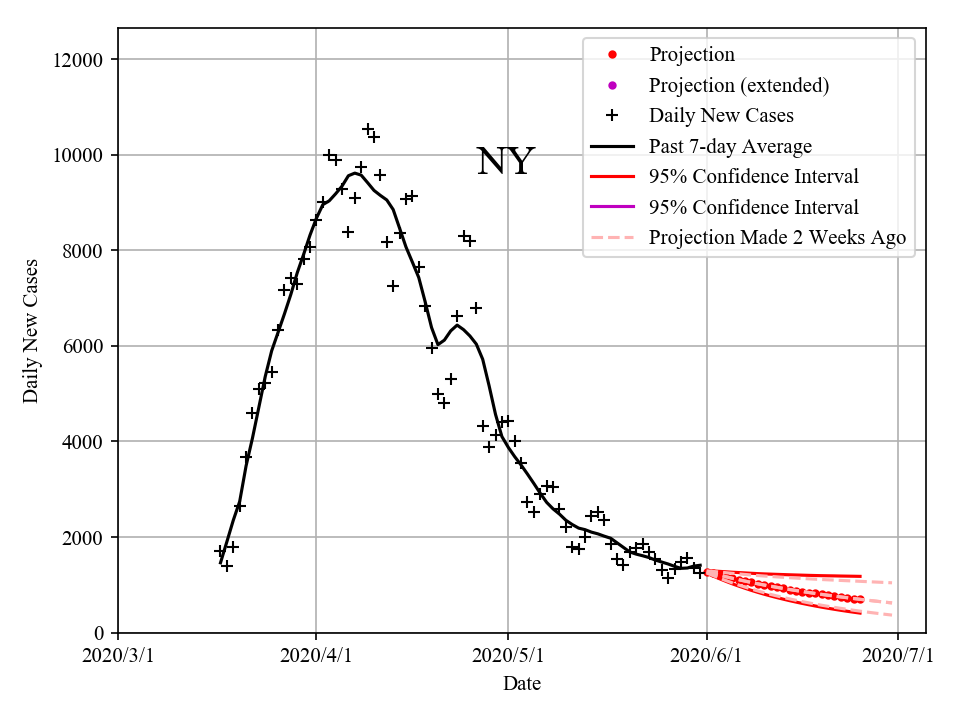 12000
10000
8000
6000
4000
2000
0
Daily New Cases
NY
Projection
Projection (extended)
Daily New Cases
Past 7-day Average
95% Confidence Interval
95% Confidence Interval
Projection Made 2 Weeks Ago
2020/3/1 2020/4/1 2020/5/1 2020/6/1 2020/7/1
Date